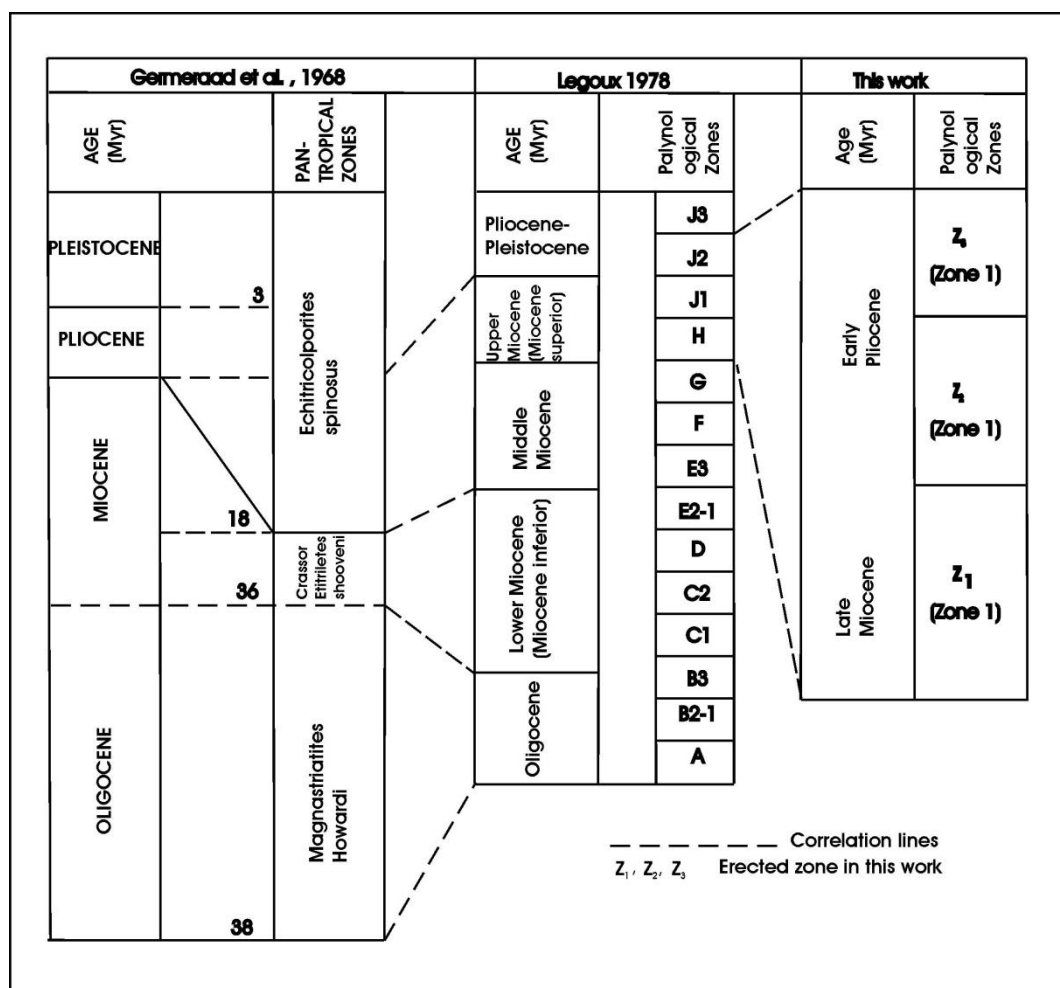 Germeraad et al. , 1968
Legoux 1978
This work
AGE
(Myr)
PAN-
TROPICAL
ZONES
AGE
(Myr)
Palynol
ogical
Zones
Age
(Myr)
Palynol
ogical
Zones
PLEISTOCENE
3
PLIOCENE
MIOCENE
18
36
OLIGOCENE
38
Echitricolporites
spinosus
Crassor
Etitriletes
shooveni
Magnastriatites
Howardi
Pliocene-
Pleistocene
Upper
Miocene
(Miocene
superior)
Middle
Miocene
Lower Miocene
(Miocene inferior)
Oligocene
J3
J2
J1
H
G
F
E3
E2-1
D
C2
C1
B3
B2-1
A
Early
Pliocene
Late
Miocene
(Zone 1)
(Zone 1)
Z1
(Zone 1)
Correlation lines
Z1, Z2, Z3 Erected zone in this work